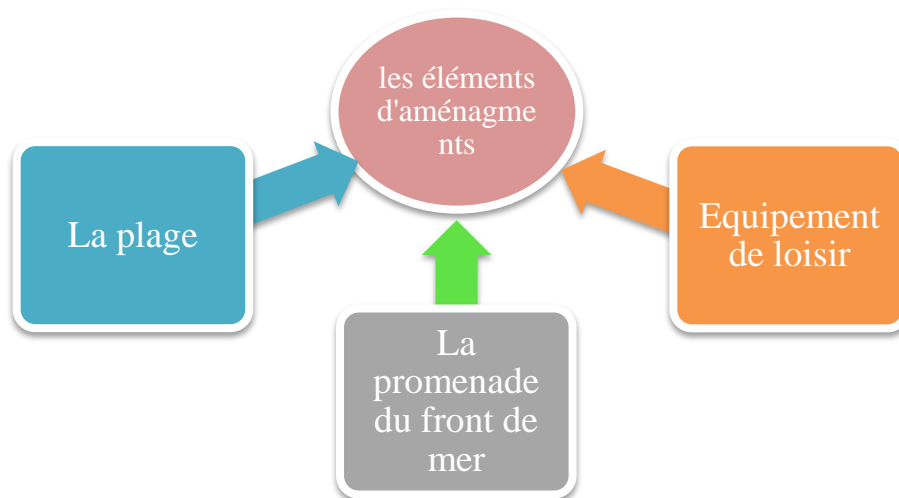 les éléments
d'aménagme
nts
La plage
Equipement
de loisir
La
promenade
du front de
mer